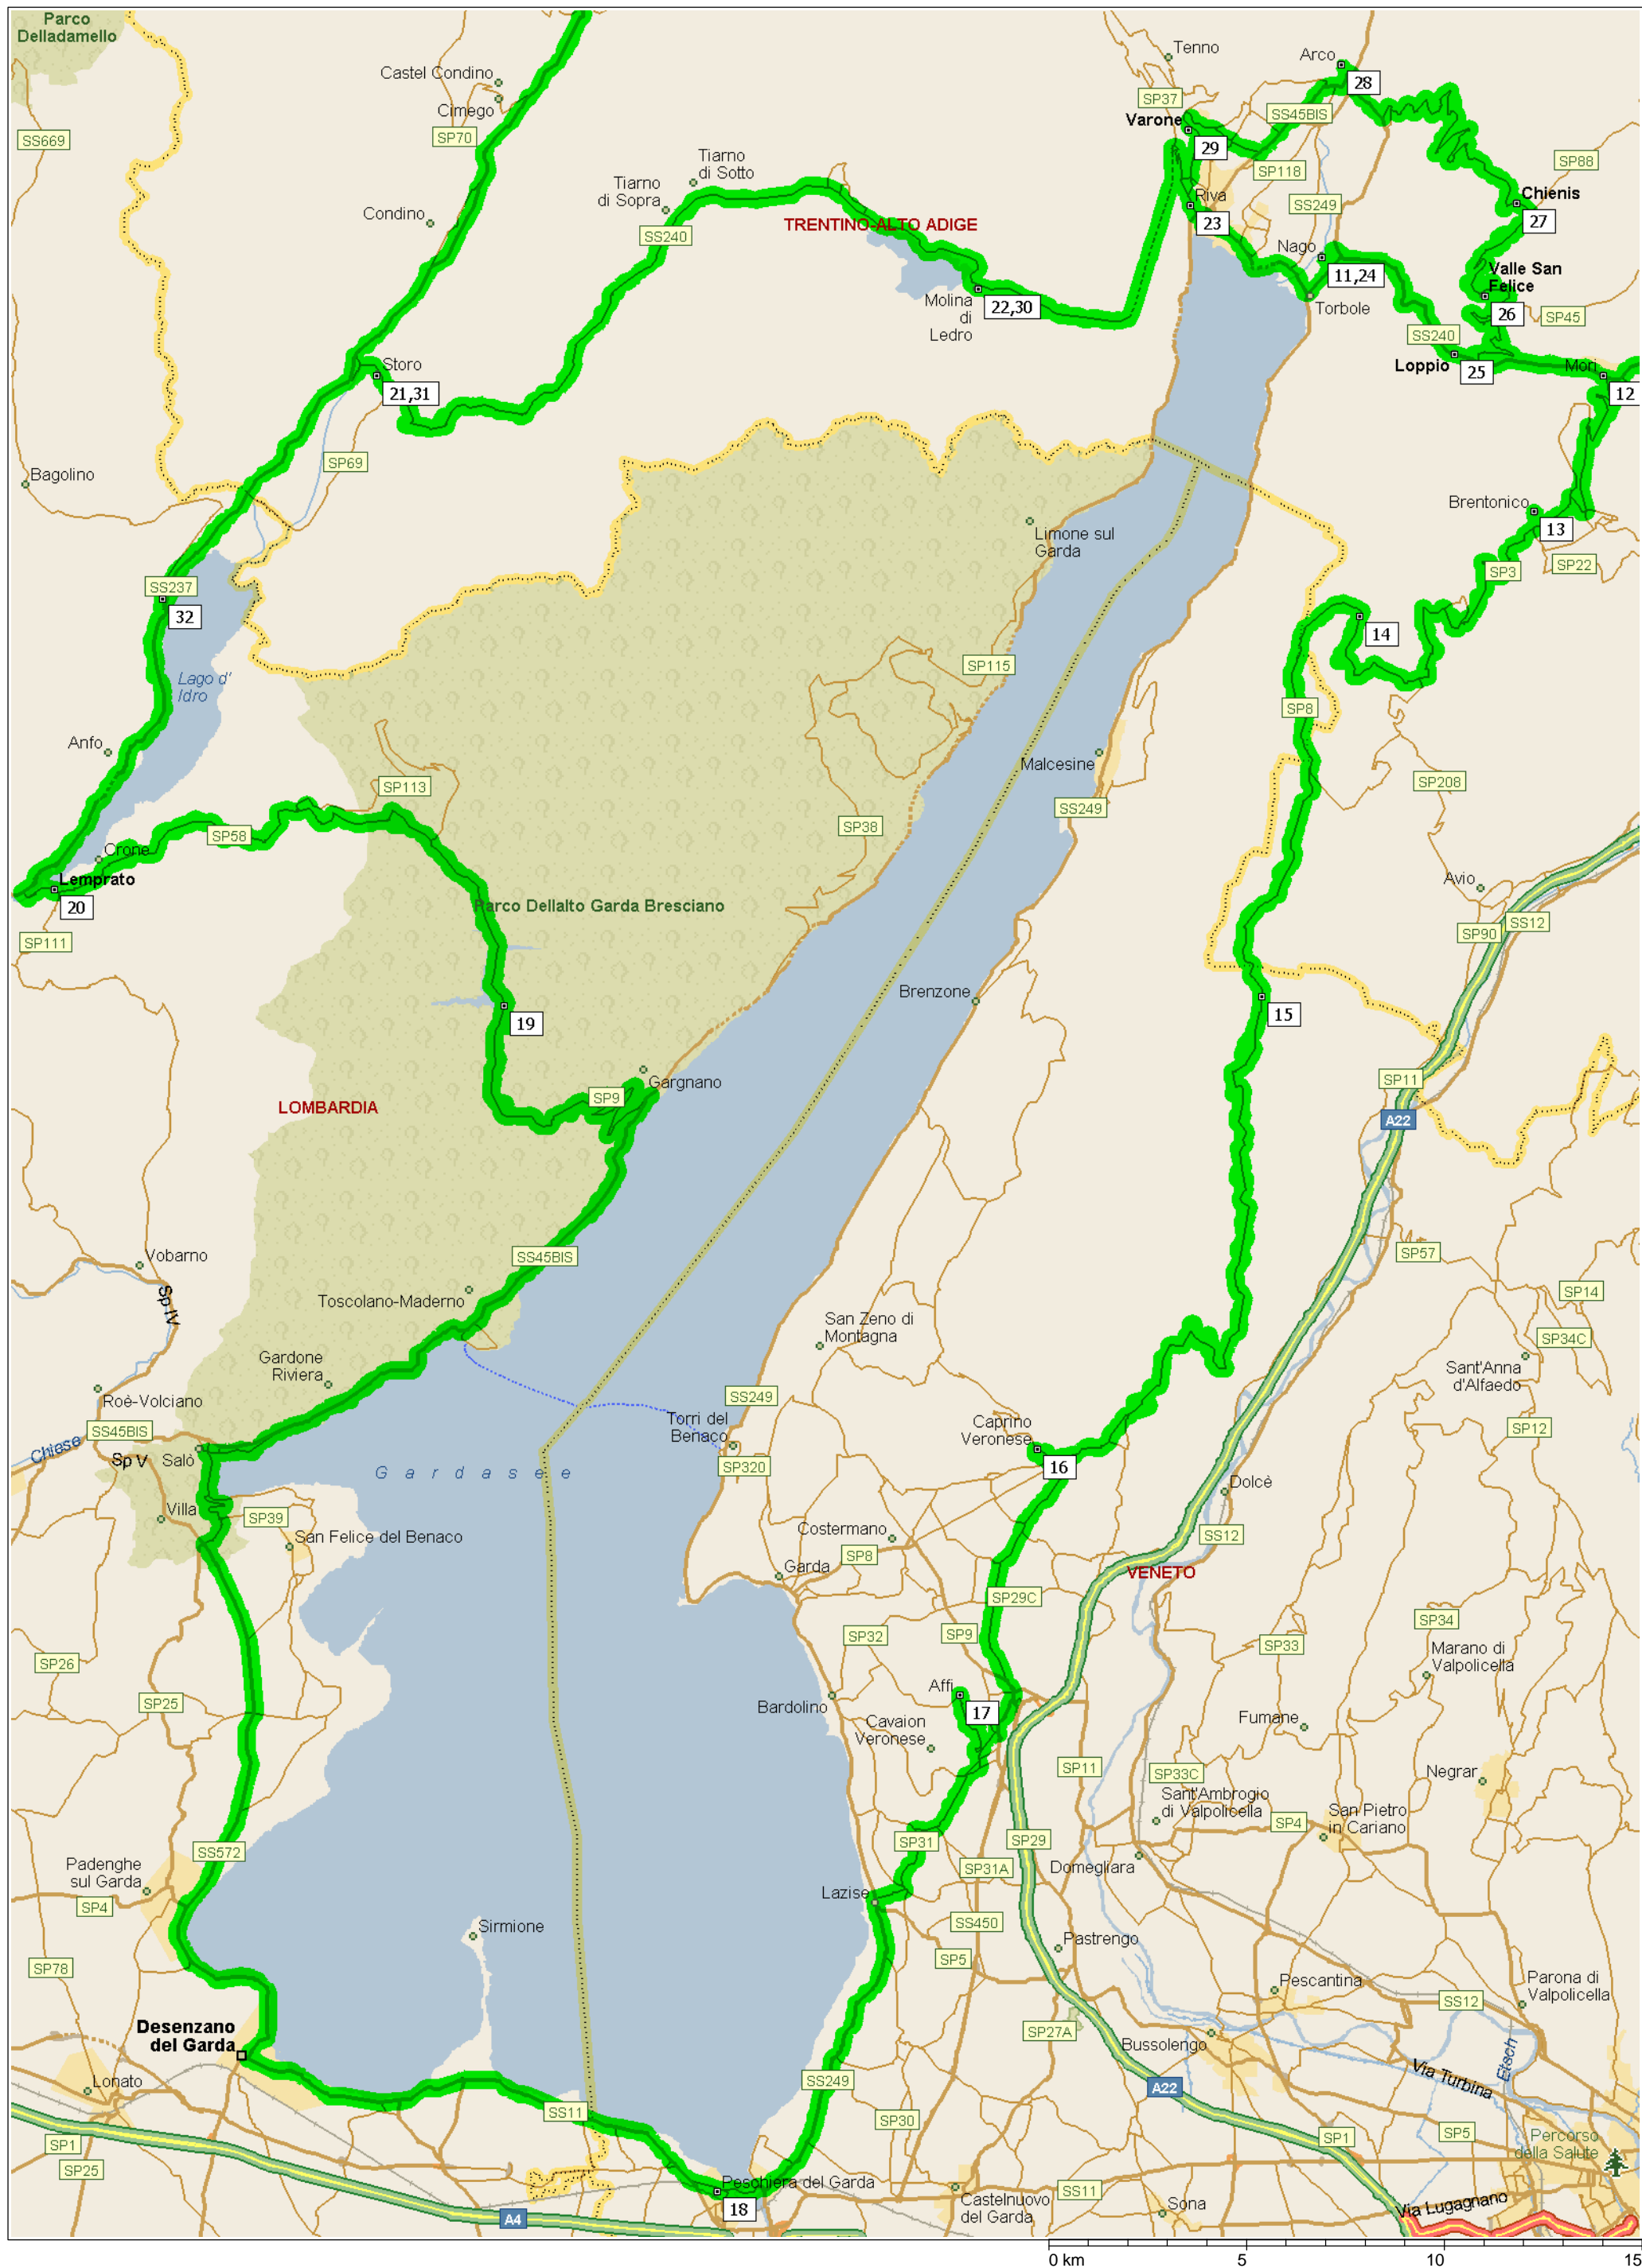 Parco
Delladamello
Tenno
Arco
28
Castel Condino
Cimego
SP37
SS45BIS
Varone
SS669
SP70
29
SP88
Tiarno
di Sotto
SP118
Tiarno
di Sopra
Riva
Chienis
SS249
Condino
TRENTINO-ALTO ADIGE
23
27
SS240
Nago
11,24
Valle San
Felice
Molina
di
Ledro
22,30
Torbole
26
SP45
SS240
Storo
Loppio
25
Mori
21,31
12
SP69
Bagolino
Brentonico
Limone sul
Garda
13
SP22
SP3
SS237
32
14
SP115
Lago d'
Idro
SP8
Anfo
Malcesine
SP113
SP208
SS249
SP38
SP58
Crone
Lemprato
Avio
20
Parco Dellalto Garda Bresciano
SS12
SP90
SP111
Brenzone
15
19
Gargnano
SP11
SP9
LOMBARDIA
A22
Vobarno
SS45BIS
SP57
Sp IV
Toscolano-Maderno
SP14
San Zeno di
Montagna
SP34C
Gardone
Riviera
Sant'Anna
d'Alfaedo
Roè-Volciano
SS249
Torri del
Benaco
Caprino
Veronese
SS45BIS
SP12
Chiese
Sp V
Salò
SP320
16
Gardasee
Dolcè
Villa
SP39
San Felice del Benaco
Costermano
SS12
SP8
Garda
VENETO
SP29C
SP34
SP32
SP9
SP33
Marano di
Valpolicella
SP26
Affi
SP25
Bardolino
17
Fumane
Cavaion
Veronese
SP11
SP33C
Negrar
Sant'Ambrogio
di Valpolicella
San Pietro
in Cariano
SP4
SP31
SP29
SS572
Domegliara
SP31A
Padenghe
sul Garda
Lazise
SP4
SS450
Sirmione
Pastrengo
SP5
SP78
Pescantina
Parona di
Valpolicella
SS12
Desenzano
del Garda
SP27A
Bussolengo
Etsch
Lonato
SS249
Via Turbina
A22
SS11
SP30
SP1
SP5
Percorso
della Salute
SP1
SP25
Peschiera del Garda
18
SS11
Castelnuovo
del Garda
Sona
Via Lugagnano
A4
0 km
5
10
15